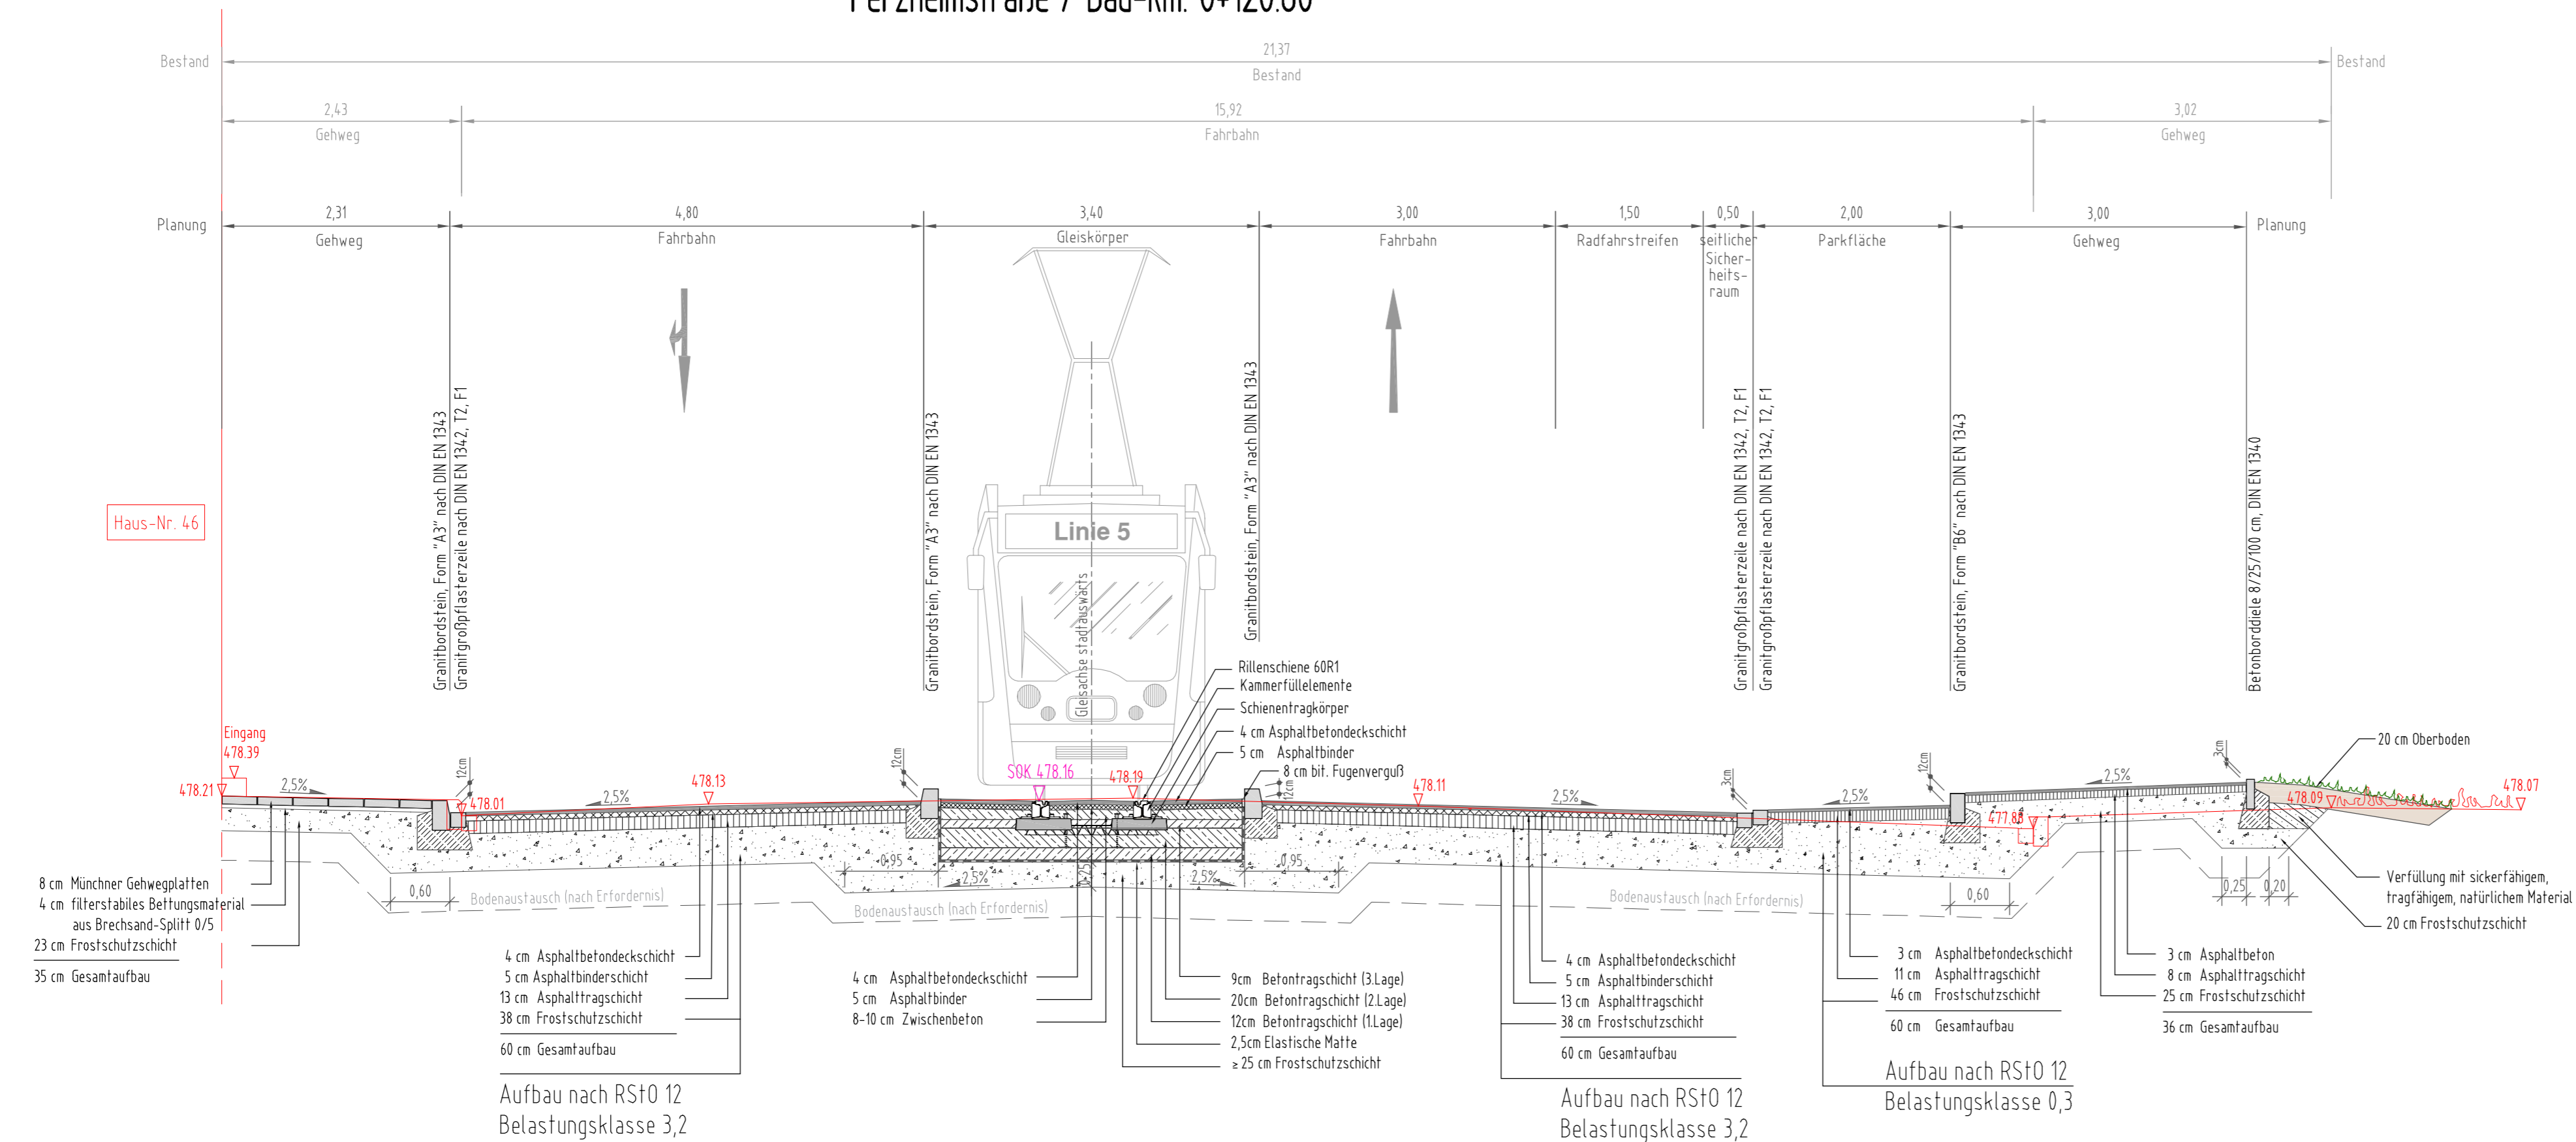 Bestand
21,37
Bestand
Bestand
2,43
Gehweg
15,92
Fahrbahn
3,02
Gehweg
Planung
2,31
Gehweg
4,80
Fahrbahn
3,40
Gleiskörper
3,00
Fahrbahn
1,50
Radfahrstreifen
0,50
seitlicher
Sicher-
heits-
raum
2,00
Parkfläche
3,00
Gehweg
Planung
Granitbordstein, Form "A3" nach DIN EN 1343
Granitgroßpflasterzeile nach DIN EN 1342, T2, F1
Granitbordstein, Form "A3" nach DIN EN 1343
Granitbordstein, Form "A3" nach DIN EN 1343
Granitgroßpflasterzeile nach DIN EN 1342, T2, F1
Granitgroßpflasterzeile nach DIN EN 1342, T2, F1
Granitbordstein, Form "B6" nach DIN EN 1343
Betonborddiele 8/25/100 cm, DIN EN 1340
Haus-Nr. 46
Linie 5
Gleisachse stadtauswärts
Rillenschiene 60R1
Kammerfüllelemente
Schienentragkörper
4 cm Asphaltbetondeckschicht
5 cm Asphaltbinder
8 cm bit. Fugenverguß
Eingang
478.39
478.21
2,5%
12cm
478.01
2,5%
478.13
12cm
SOK 478.16
478.19
12cm
478.11
2,5%
3cm
2,5%
12cm
477.88
2,5%
3cm
20 cm Oberboden
478.09
478.07
0,60
Bodenaustausch (nach Erfordernis)
0,95
2,5%
0,25
2,5%
0,95
Bodenaustausch (nach Erfordernis)
Bodenaustausch (nach Erfordernis)
0,60
0,25
0,20
Verfüllung mit sickerfähigem,
tragfähigem, natürlichem Material
20 cm Frostschutzschicht
8 cm Münchner Gehwegplatten
4 cm filterstabiles Bettungsmaterial
aus Brechsand-Splitt 0/5
23 cm Frostschutzschicht
35 cm Gesamtaufbau
4 cm Asphaltbetondeckschicht
5 cm Asphaltbinderschicht
13 cm Asphalttragschicht
38 cm Frostschutzschicht
60 cm Gesamtaufbau
Aufbau nach RStO 12
Belastungsklasse 3,2
4 cm Asphaltbetondeckschicht
5 cm Asphaltbinder
8-10 cm Zwischenbeton
9cm Betontragschicht (3.Lage)
20cm Betontragschicht (2.Lage)
12cm Betontragschicht (1.Lage)
2,5cm Elastische Matte
≥ 25 cm Frostschutzschicht
4 cm Asphaltbetondeckschicht
5 cm Asphaltbinderschicht
13 cm Asphalttragschicht
38 cm Frostschutzschicht
60 cm Gesamtaufbau
Aufbau nach RStO 12
Belastungsklasse 3,2
3 cm Asphaltbetondeckschicht
11 cm Asphalttragschicht
46 cm Frostschutzschicht
60 cm Gesamtaufbau
Aufbau nach RStO 12
Belastungsklasse 0,3
3 cm Asphaltbeton
8 cm Asphalttragschicht
25 cm Frostschutzschicht
36 cm Gesamtaufbau